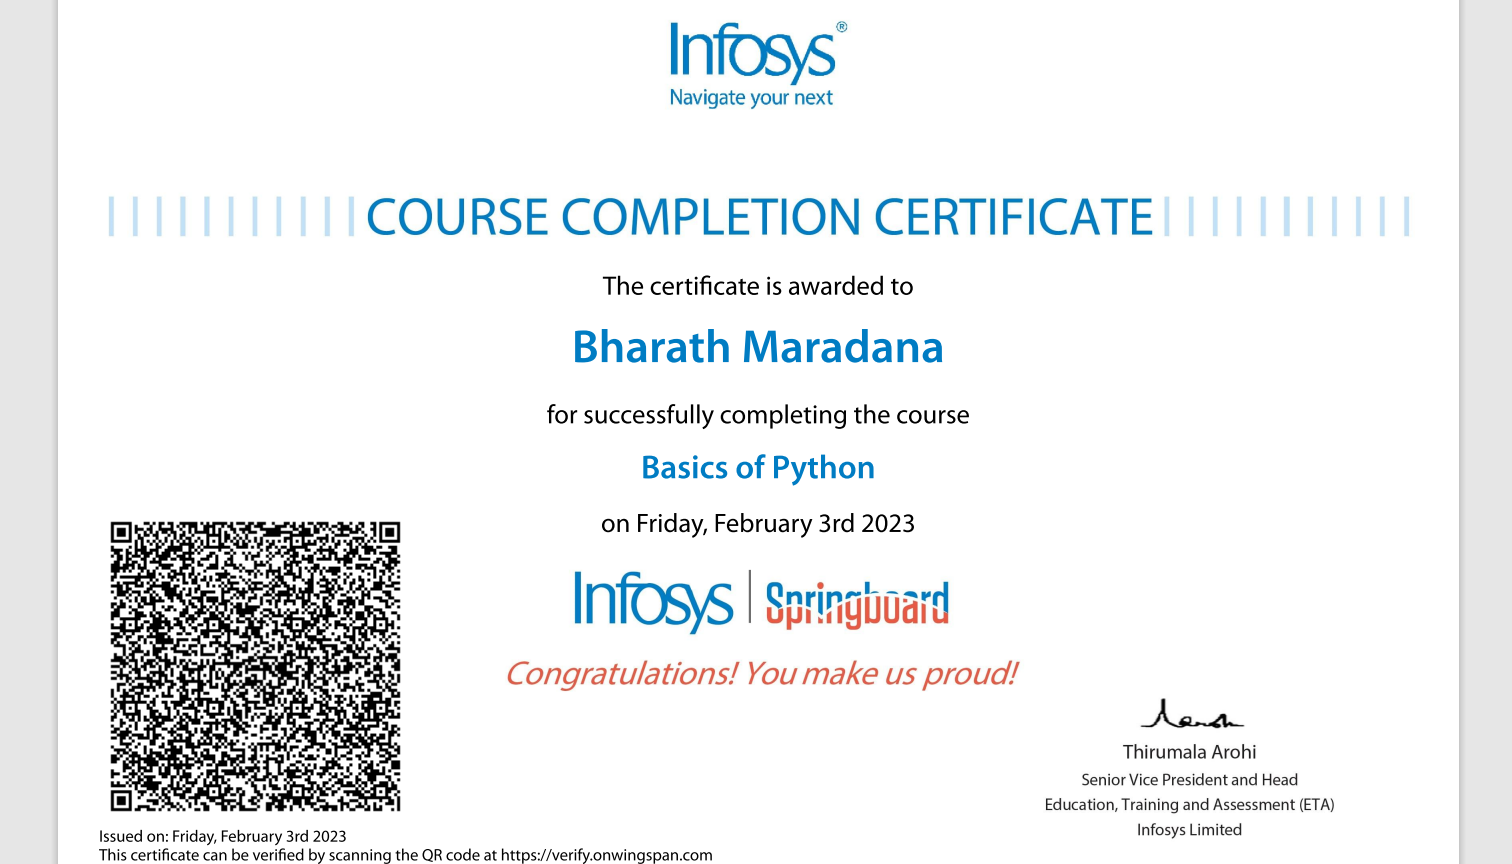 Infosys®
Navigate your next
COURSE COMPLETION CERTIFICATE
The certificate is awarded to
Bharath Maradana
for successfully completing the course
Basics of Python
on Friday, February 3rd 2023
Infosys | Springboard
Congratulations! You make us proud!
Thirumala Arohi
Senior Vice President and Head
Education, Training and Assessment (ETA)
Infosys Limited
Issued on: Friday, February 3rd 2023
This certificate can be verified by scanning the QR code at https://verify.onwingspan.com